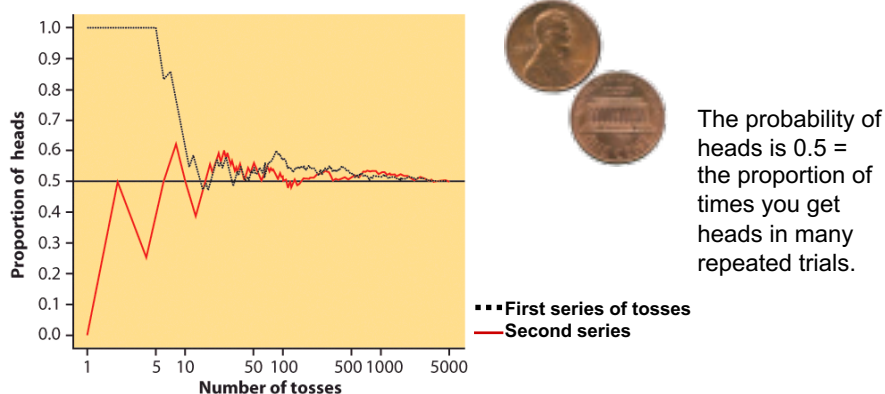 1.0
0.9
0.8
0.7
0.6
0.5
0.4
0.3
0.2
0.1
0.0
Proportion of heads
1 5 10 50 100 500 1000 5000
Number of tosses
First series of tosses
Second series
The probability of
heads is 0.5 =
the proportion of
times you get
heads in many
repeated trials.